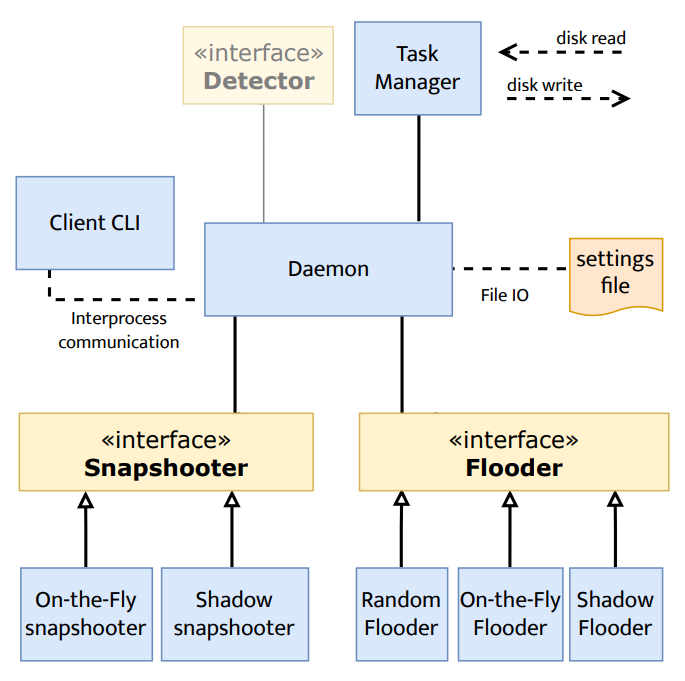 «interface»
Detector
Task
Manager
disk read
disk write
Client CLI
Daemon
settings
file
File IO
Interprocess
communication
«interface»
Snapshooter
«interface»
Flooder
On-the-Fly
snapshooter
Shadow
snapshooter
Random
Flooder
On-the-Fly
Flooder
Shadow
Flooder